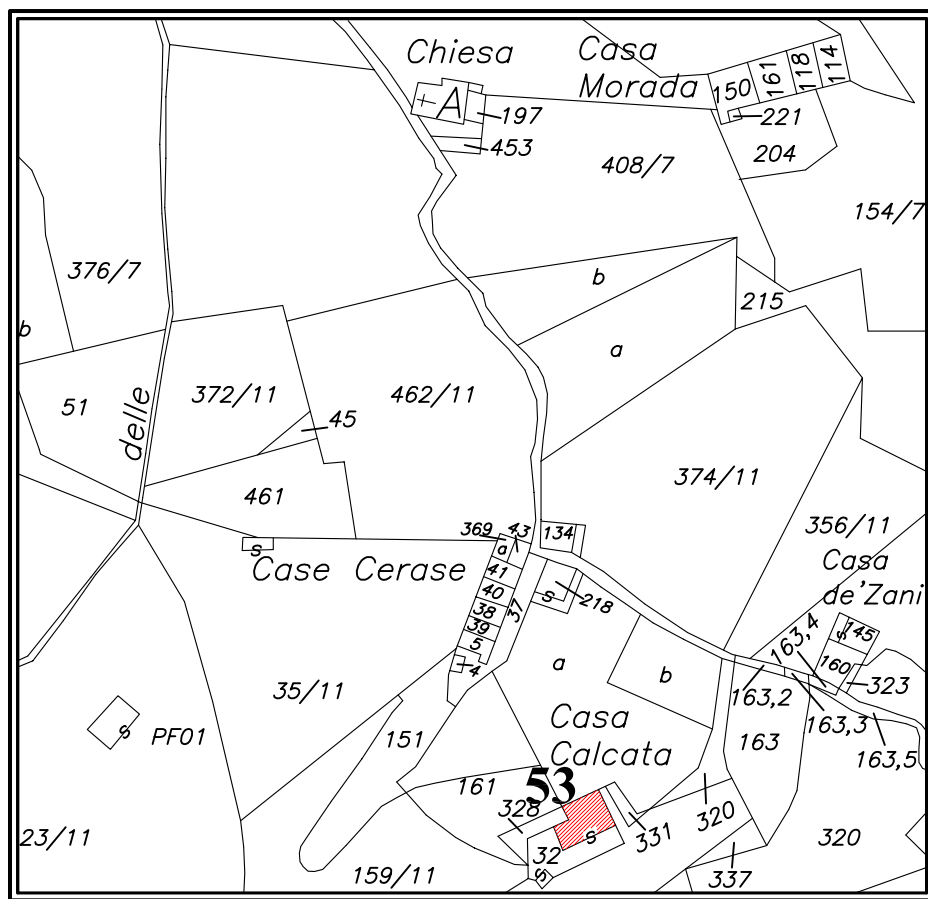 Chiesa
Casa
Morada
A
197
453
150
161
118
114
221
204
408/7
154/7
376/7
b
b
215
a
51
delle
372/11
45
462/11
461
374/11
356/11
s
Case Cerase
369
43
a
41
40
38
39
5
4
37
134
218
s
Casa
de'Zani
163,4
145
s
160
323
163,2
163,3
163,5
163
a
b
35/11
151
PF01
s
Casa
Calcata
161
53
328
s
331
320
32
s
337
320
23/11
159/11